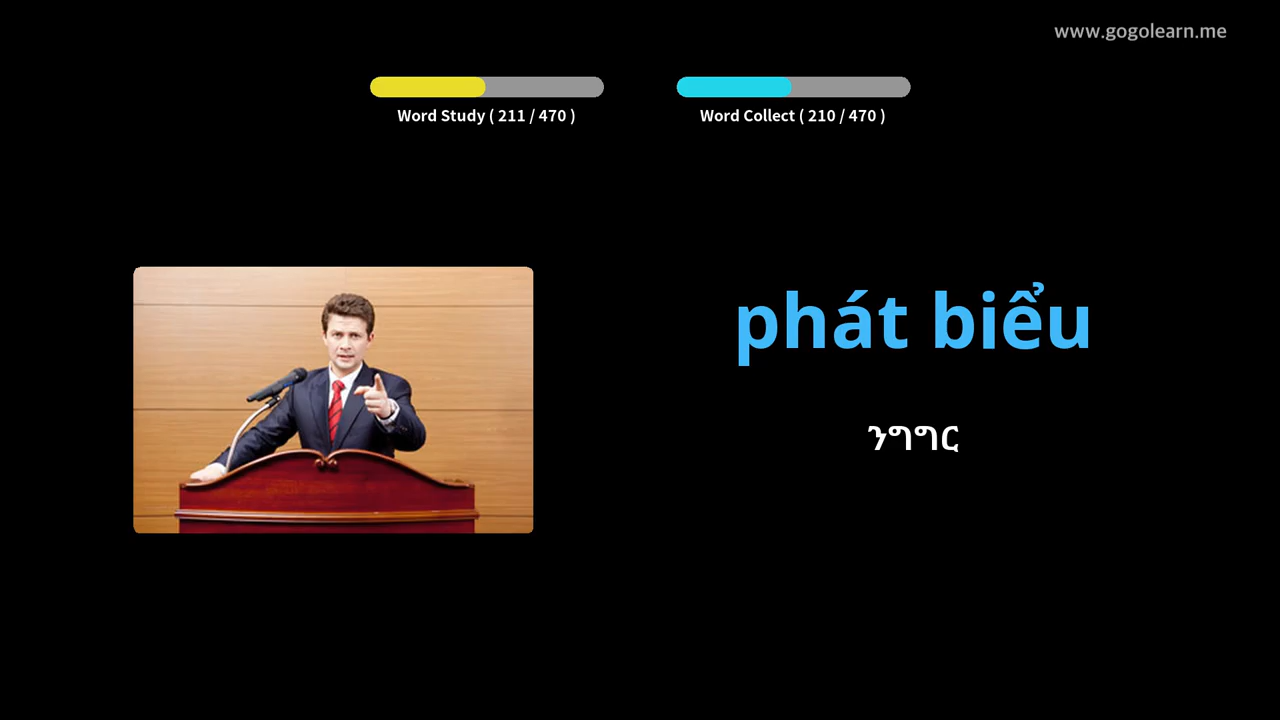 www.gogolearn.me
Word Study ( 211 / 470 )
Word Collect ( 210 / 470 )
phát biểu
ንግግር